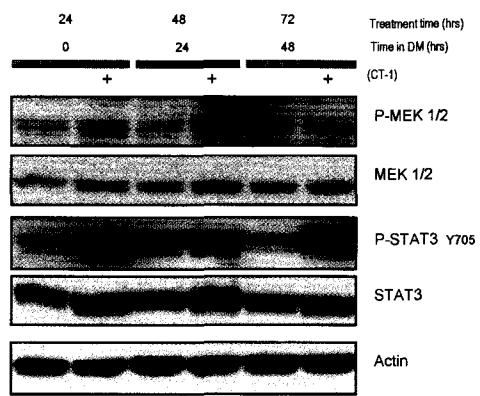 24 48 72 Treatment time (hrs)
0 24 48 Time in DM (hrs)
+ + + (CT-1)
P-MEK 1/2
MEK 1/2
P-STAT3 Y705
STAT3
Actin